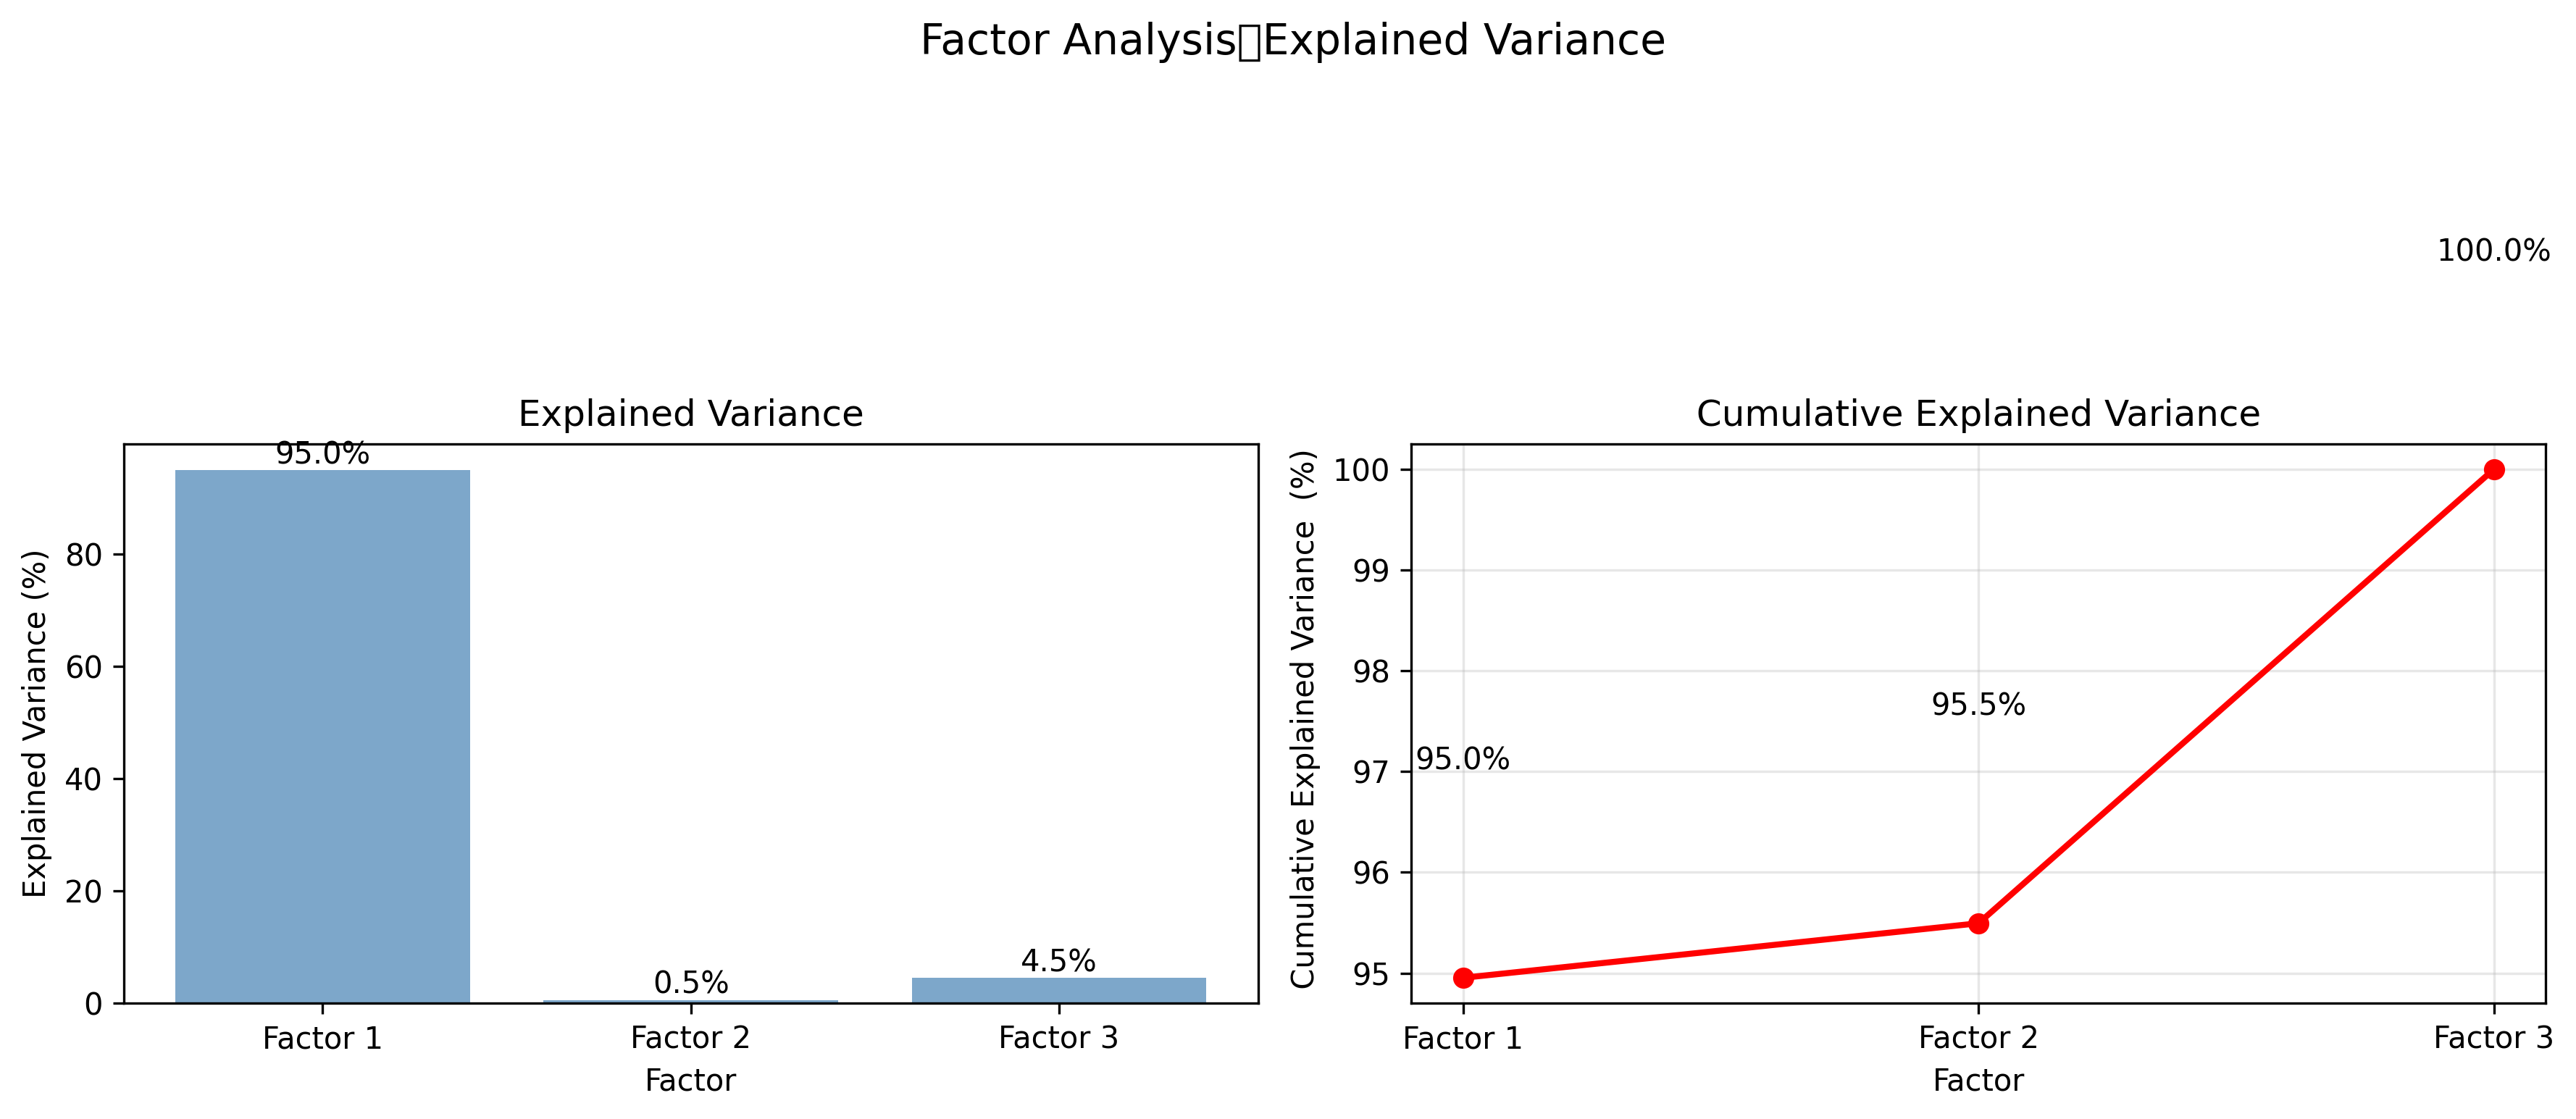 Factor Analysis▯Explained Variance
Explained Variance
95.0%
0.5%
4.5%
80
60
40
20
0
Explained Variance (%)
Factor 1 Factor 2 Factor 3
Factor
Cumulative Explained Variance
100.0%
95.5%
95.0%
100
99
98
97
96
95
Cumulative Explained Variance (%)
Factor 1 Factor 2 Factor 3
Factor